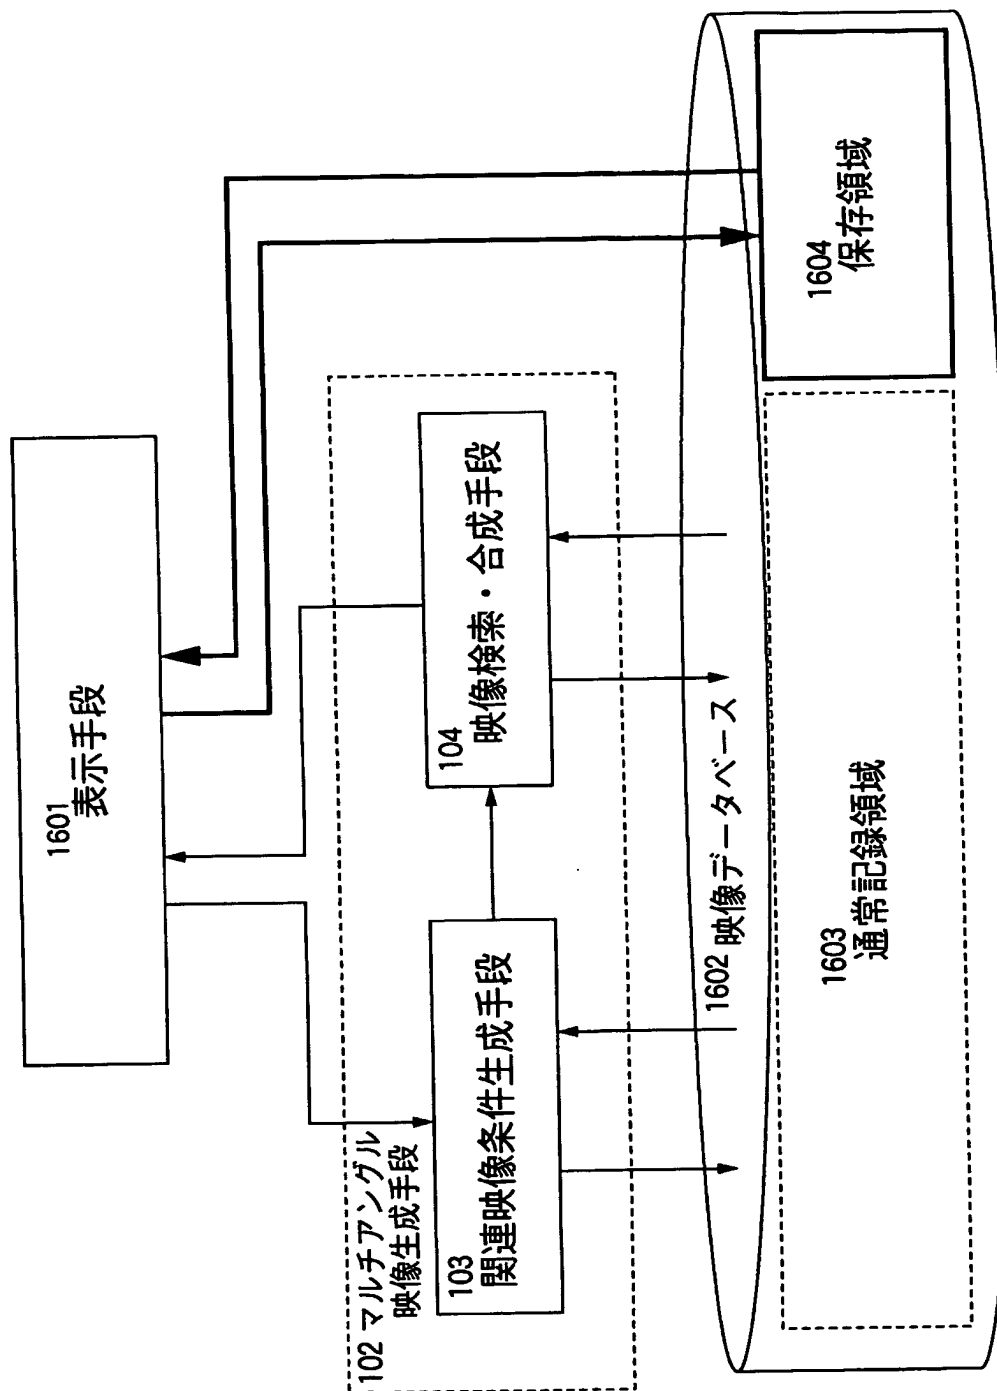 1601
表示手段
102 マルチアングル
映像生成手段
103
関連映像条件生成手段
104
映像検索・合成手段
1602 映像データベース
1603
通常記録領域
1604
保存領域